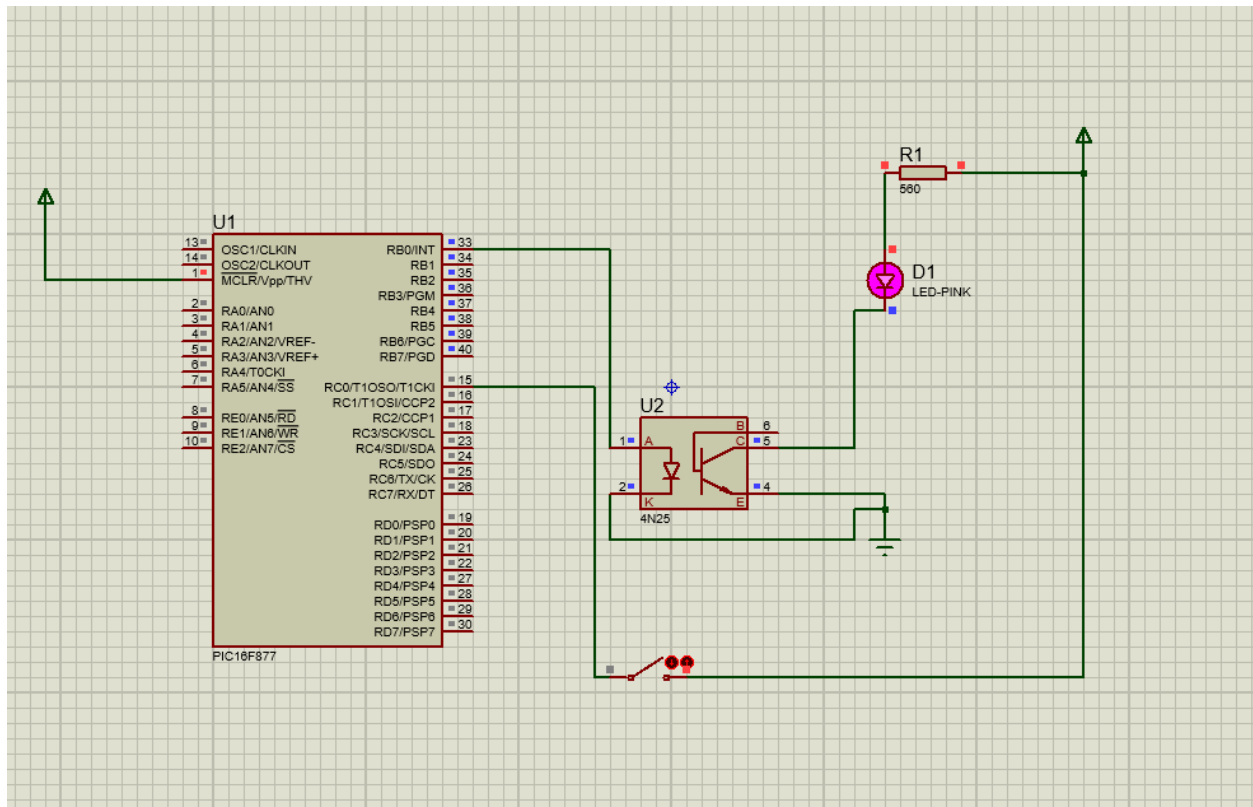 U1
13
OSC1/CLKIN
14
OSC2/CLKOUT
1
MCLR/Vpp/THV
2
RA0/AN0
3
RA1/AN1
4
RA2/AN2/VREF-
5
RA3/AN3/VREF+
6
RA4/T0CKI
7
RA5/AN4/SS
8
RE0/AN5/RD
9
RE1/AN6/WR
10
RE2/AN7/CS
RB0/INT
33
RB1
34
RB2
35
RB3/PGM
36
RB4
37
RB5
38
RB6/PGC
39
RB7/PGD
40
RC0/T1OSO/T1CKI
15
RC1/T1OSI/CCP2
16
RC2/CCP1
17
RC3/SCK/SCL
18
RC4/SDI/SDA
23
RC5/SDO
24
RC6/TX/CK
25
RC7/RX/DT
26
RD0/PSP0
19
RD1/PSP1
20
RD2/PSP2
21
RD3/PSP3
22
RD4/PSP4
27
RD5/PSP5
28
RD6/PSP6
29
RD7/PSP7
30
PIC16F877
R1
560
D1
LED-PINK
U2
1
A
B
6
C
5
2
K
E
4
4N25